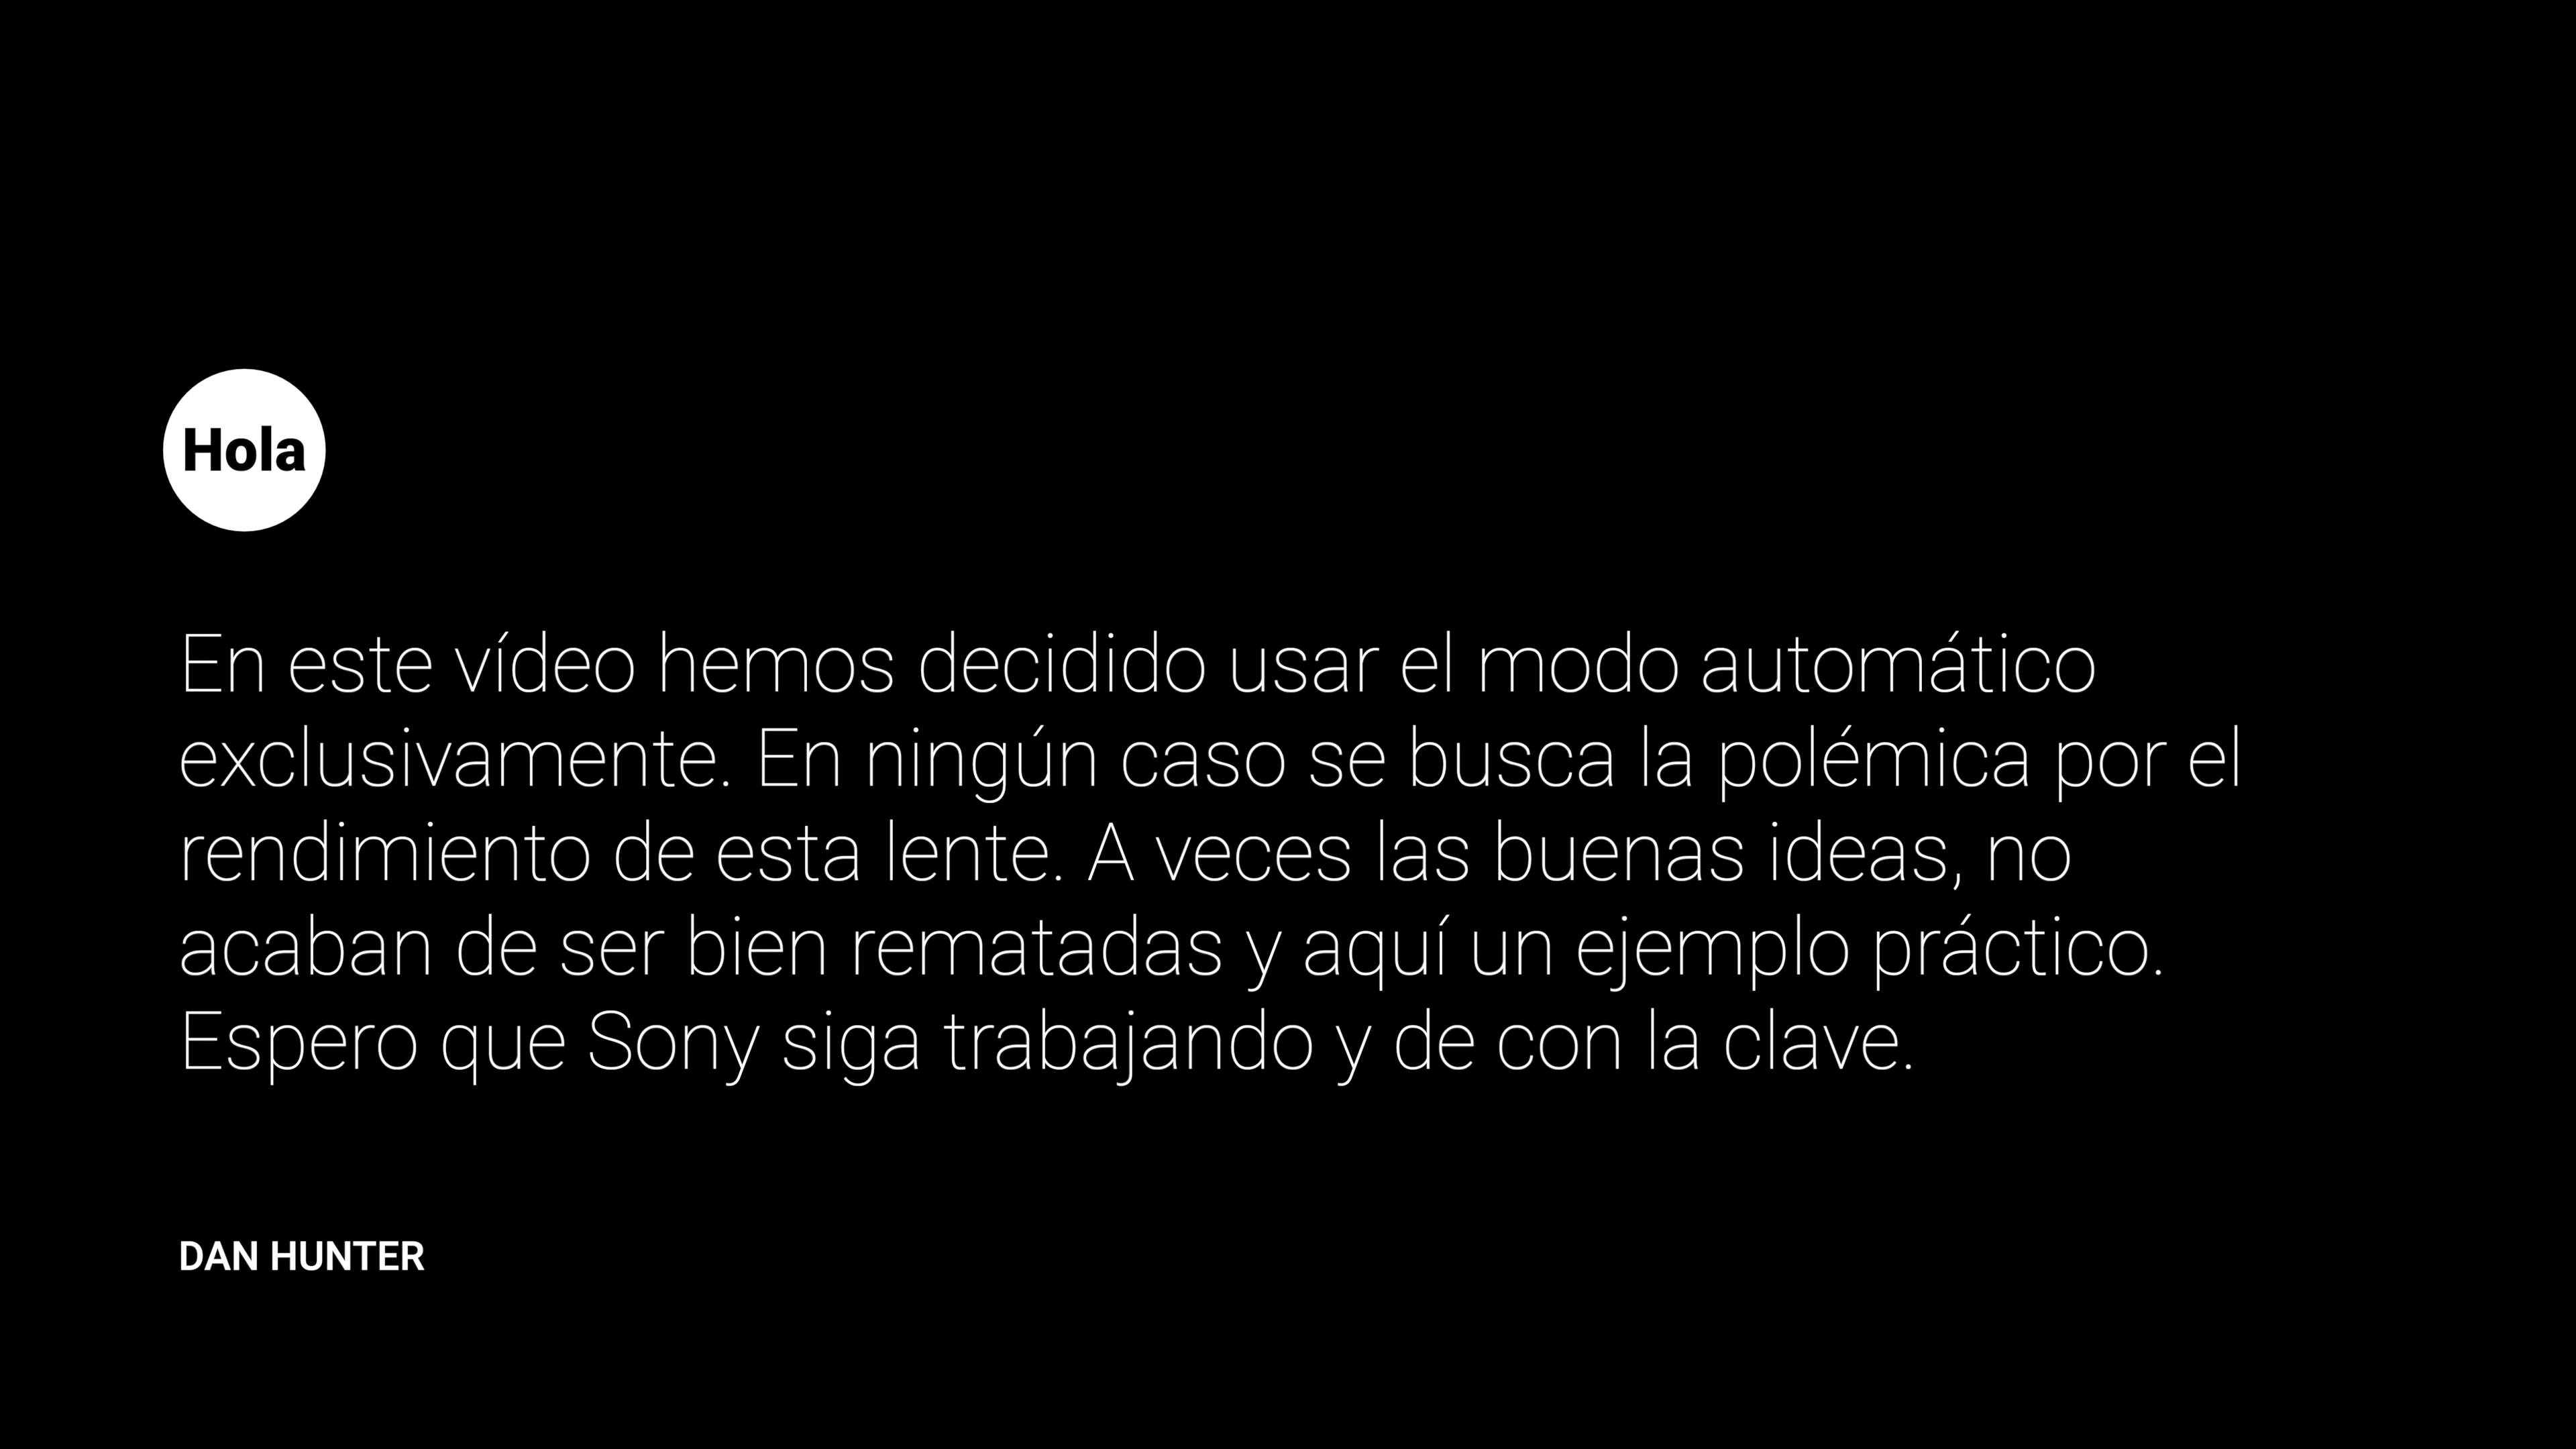 Hola
En este vídeo hemos decidido usar el modo automático
exclusivamente. En ningún caso se busca la polémica por el
rendimiento de esta lente. A veces las buenas ideas, no
acaban de ser bien rematadas y aquí un ejemplo práctico.
Espero que Sony siga trabajando y de con la clave.
DAN HUNTER